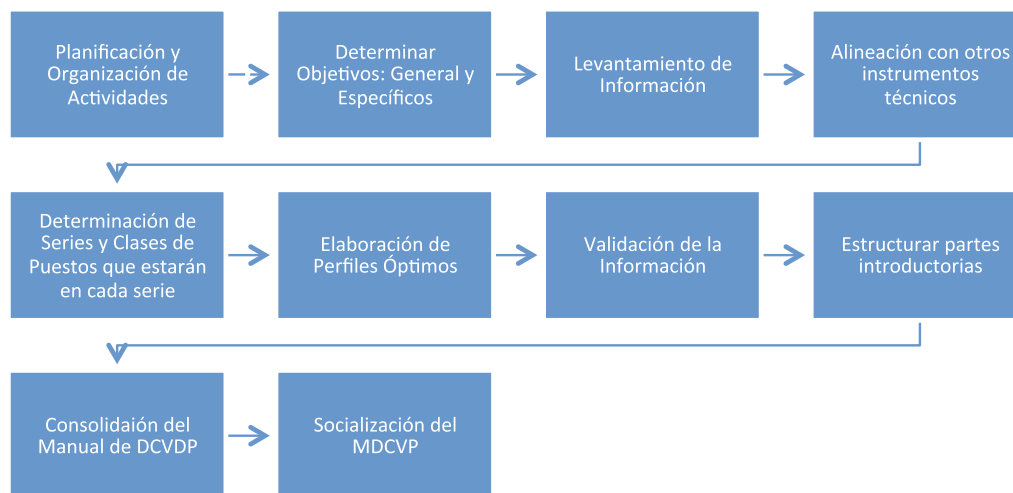 Planificación y
Organización de
Actividades
Determinar
Objetivos: General y
Específicos
Levantamiento de
Información
Alineación con otros
instrumentos
técnicos
Determinación de
Series y Clases de
Puestos que estarán
en cada serie
Elaboración de
Perfiles Óptimos
Validación de la
Información
Estructurar partes
introductorias
Consolidaión del
Manual de DCVDP
Socialización del
MDCVP